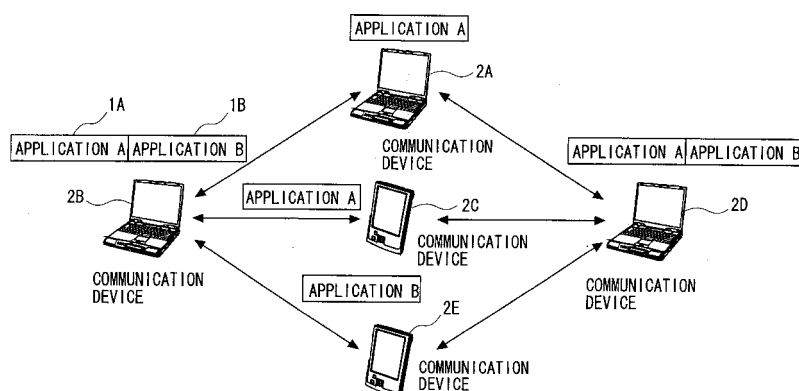 APPLICATION A
2A
1A
1B
APPLICATION A APPLICATION B
COMMUNICATION
DEVICE
APPLICATION A APPLICATION B
2B
APPLICATION A
2C
2D
COMMUNICATION
DEVICE
COMMUNICATION
DEVICE
COMMUNICATION
DEVICE
APPLICATION B
2E
COMMUNICATION
DEVICE